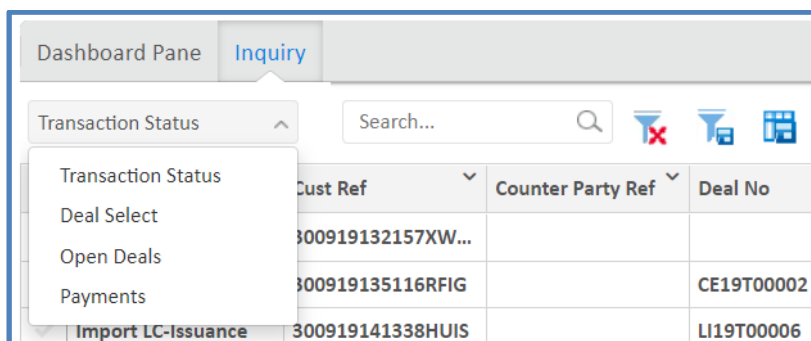 Dashboard Pane Inquiry
Transaction Status Search...
Transaction Status
Deal Select
Open Deals
Payments
Cust Ref Counter Party Ref Deal No
300919132157XW...
300919135116RFIG CE19T00002
Import LC-Issuance 300919141338HUIS LI19T00006